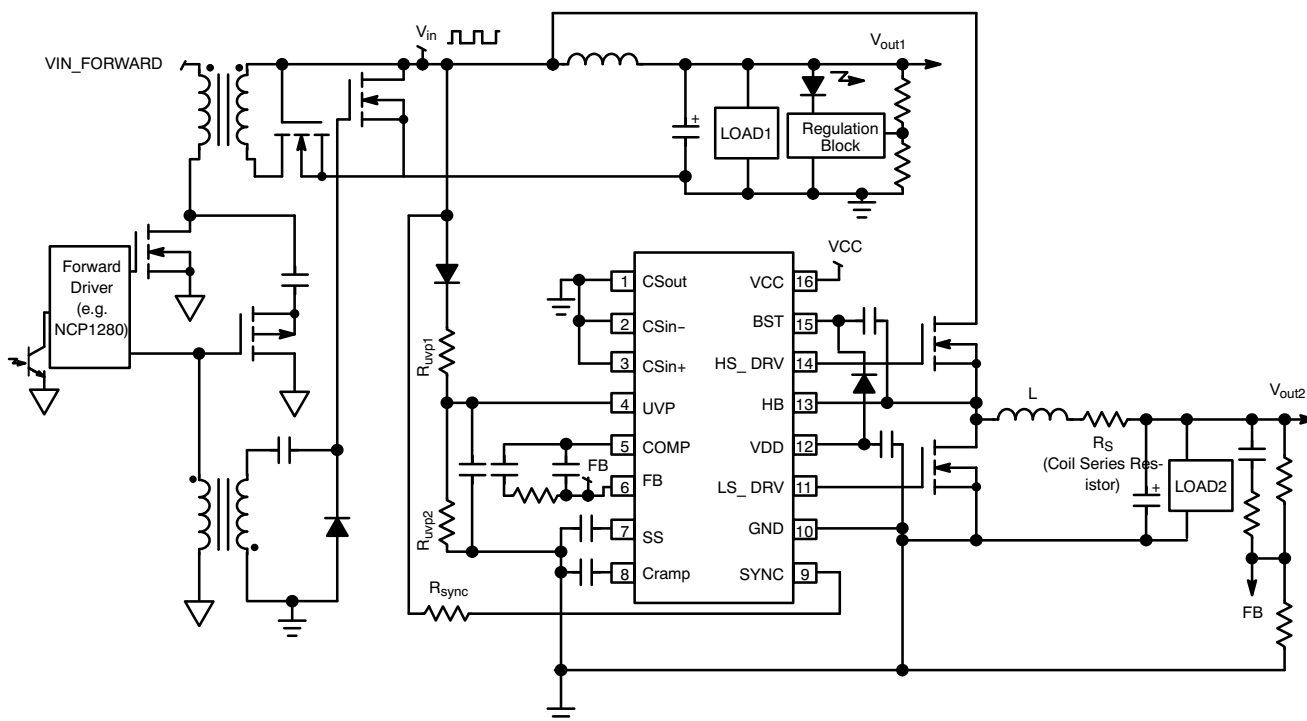 Vin
Vout1
VIN_FORWARD
+
LOAD1
Regulation
Block
VCC
Forward
Driver
(e.g.
NCP1280)
1 CSout
VCC 16
2 CSin−
BST 15
3 CSin+
HS_ DRV 14
Ruvp1
4 UVP
HB 13
L
Vout2
5 COMP
VDD 12
RS
(Coil Series Res-
istor)
FB
6 FB
LS_ DRV 11
+
LOAD2
Ruvp2
7 SS
GND 10
8 Cramp
SYNC 9
Rsync
FB